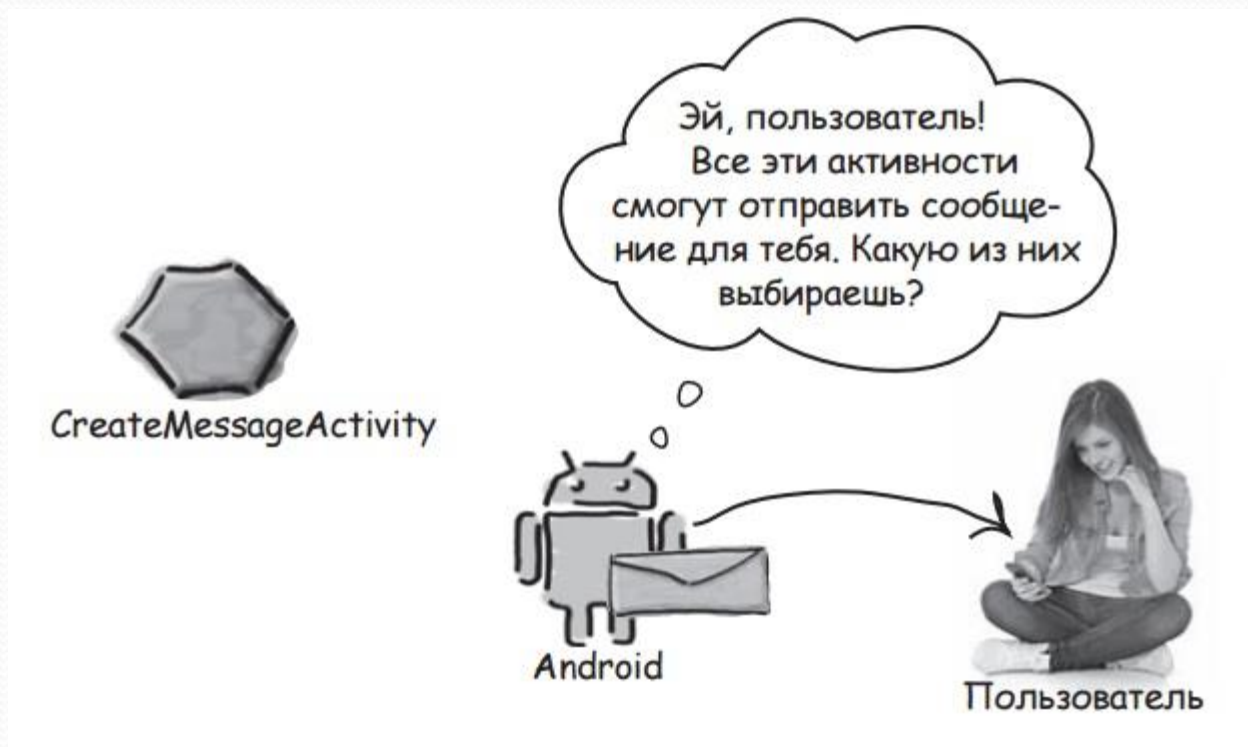 Эй, пользователь!
Все эти активности
смогут отправить сообще-
ние для тебя. Какую из них
выбираешь?
CreateMessageActivity
Android
Пользователь